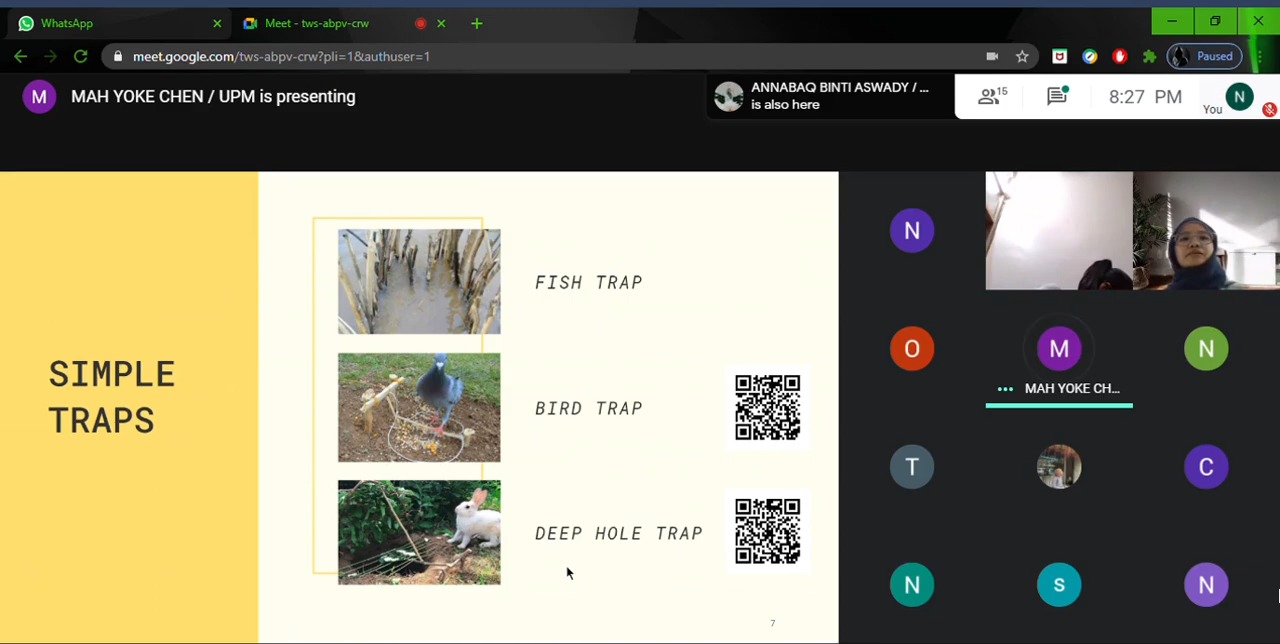 WhatsApp
Meet - tws-abpv-crw
meet.google.com/tws-abpv-crw?pli=1&authuser=1
Paused
M
MAH YOKE CHEN / UPM is presenting
ANNABAQ BINTI ASWADY / ...
is also here
15
8:27 PM
You
N
SIMPLE
TRAPS
FISH TRAP
BIRD TRAP
DEEP HOLE TRAP
7
N
O
M
N
MAH YOKE CH...
T
C
N
S
N